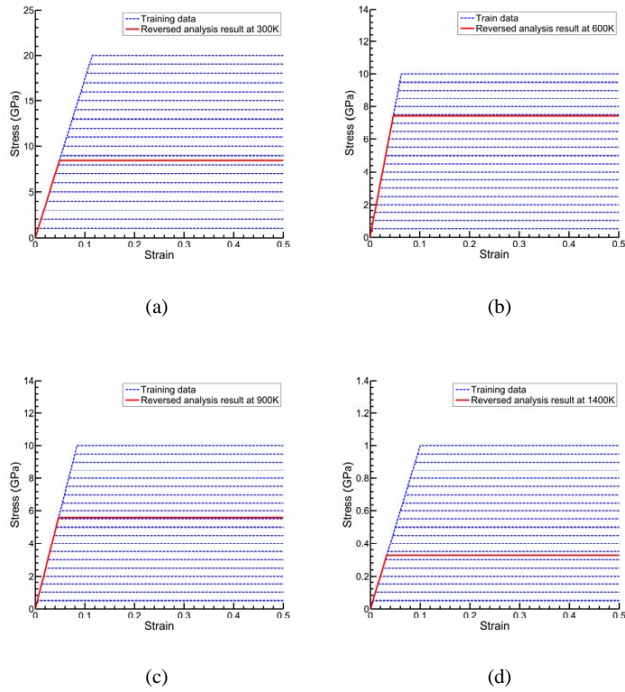 25
20
15
10
5
0
0
0.1
0.2
0.3
0.4
0.5
Stress (GPa)
Strain
Training data
Reversed analysis result at 300K
(a)
14
12
10
8
6
4
2
0
0
0.1
0.2
0.3
0.4
0.5
Stress (GPa)
Strain
Train data
Reversed analysis result at 600K
(b)
14
12
10
8
6
4
2
0
0
0.1
0.2
0.3
0.4
0.5
Stress (GPa)
Strain
Training data
Reversed analysis result at 900K
(c)
1.4
1.2
1
0.8
0.6
0.4
0.2
0
0
0.1
0.2
0.3
0.4
0.5
Stress (GPa)
Strain
Training data
Reversed analysis result at 1400K
(d)